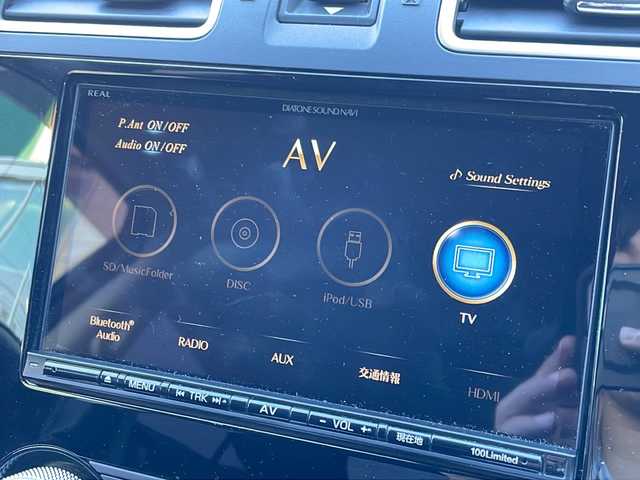 REAL
DIATONE SOUND NAVI
P.Ant ON/OFF
Audio ON/OFF
AV
♪ Sound Settings
SD/MusicFolder
DISC
iPod/USB
TV
Bluetooth®
Audio
RADIO
AUX
交通情報
HDMI
MENU
TRK
AV
− VOL +
現在地
100Limited